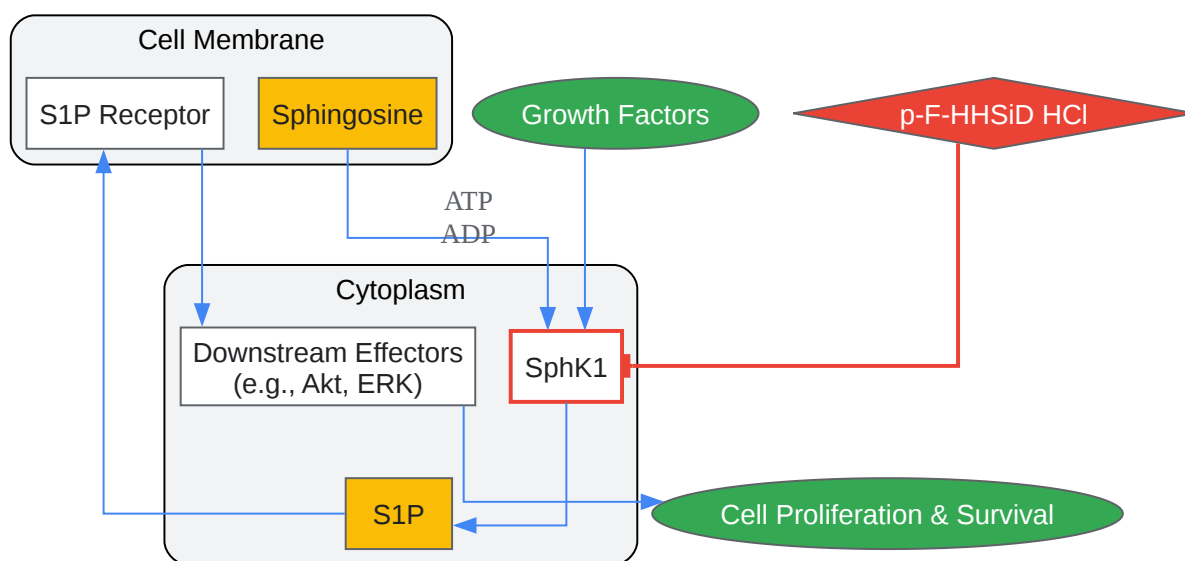 Cell Membrane
S1P Receptor
Sphingosine
Growth Factors
p-F-HHSiD HCl
ATP
ADP
Cytoplasm
Downstream Effectors
(e.g., Akt, ERK)
SphK1
S1P
Cell Proliferation & Survival